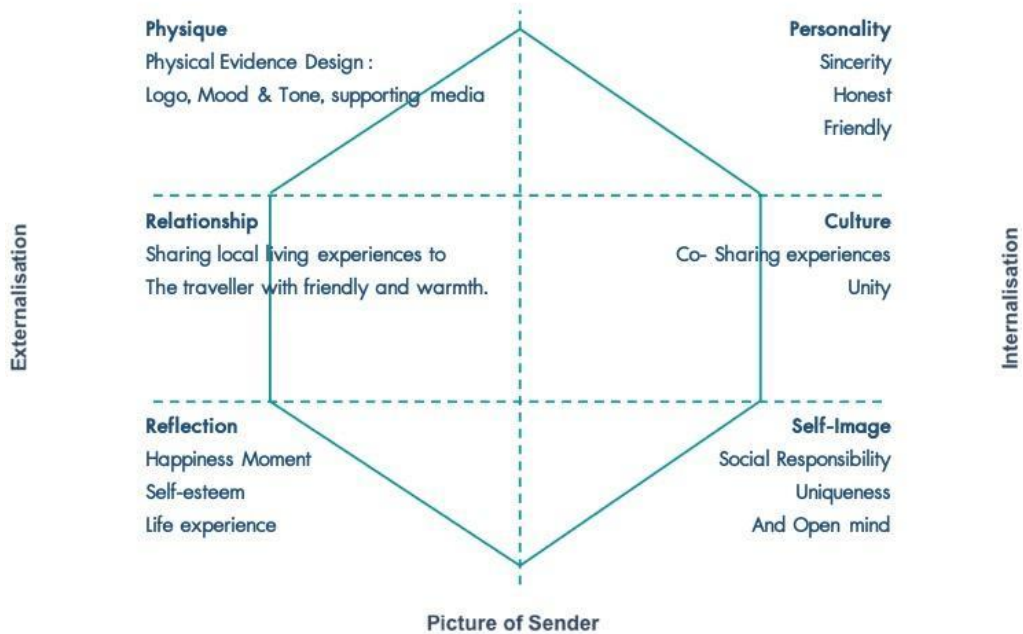 Physique
Physical Evidence Design :
Logo, Mood & Tone, supporting media
Personality
Sincerity
Honest
Friendly
Externalisation
Relationship
Sharing local living experiences to
The traveller with friendly and warmth.
Culture
Co- Sharing experiences
Unity
Internalisation
Reflection
Happiness Moment
Self-esteem
Life experience
Self-Image
Social Responsibility
Uniqueness
And Open mind
Picture of Sender